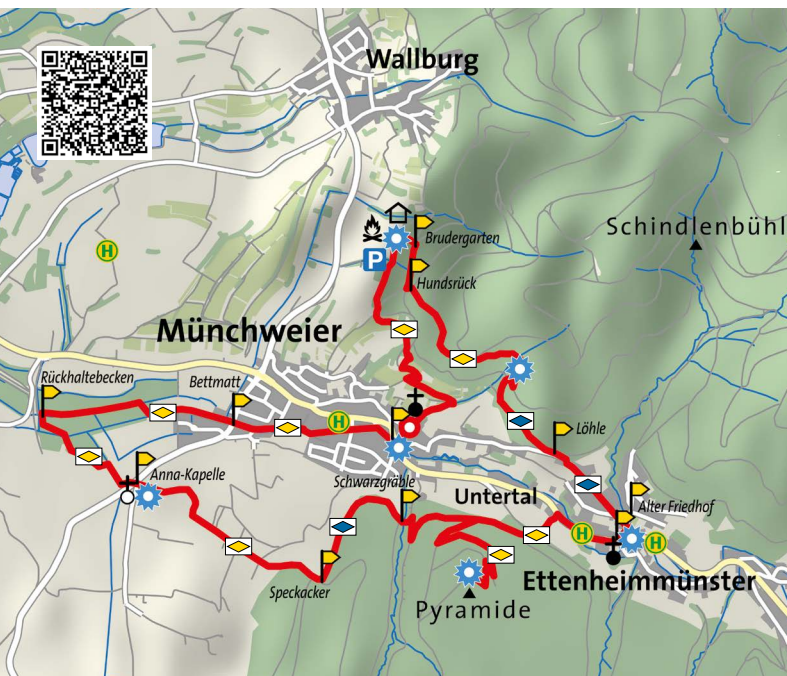 Wallburg
Schindlenbühl
Brudergarten
H
P
Hundsrück
Münchweier
Rückhaltebecken
Bettmatt
H
Löhle
Anna-Kapelle
Schwarzgräble
Untertal
Alter Friedhof
H
H
Speckacker
Ettenheimmünster
Pyramide